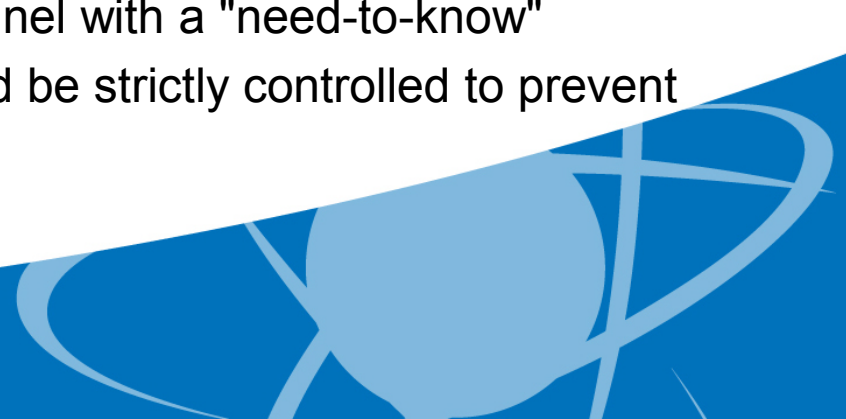 nel with a "need-to-know"
d be strictly controlled to prevent